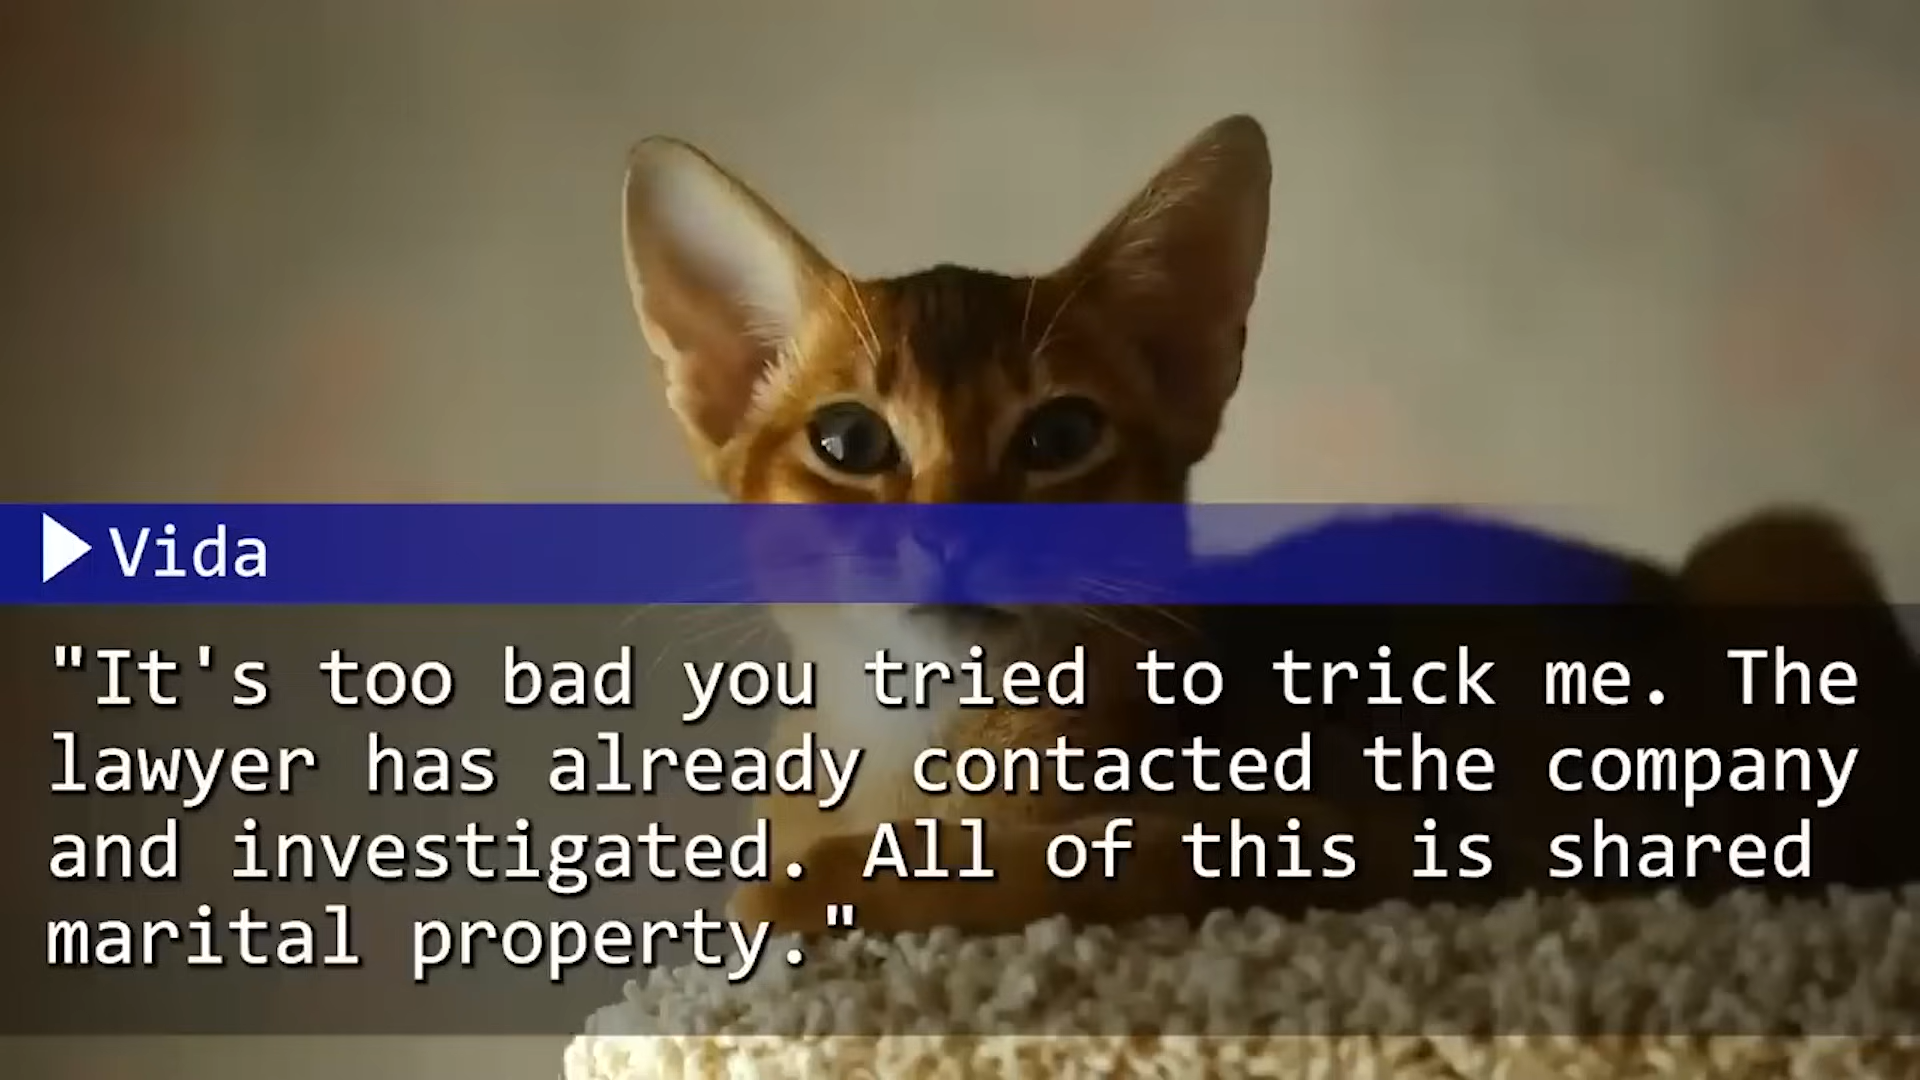 Vida
"It's too bad you tried to trick me. The
lawyer has already contacted the company
and investigated. All of this is shared
marital property."